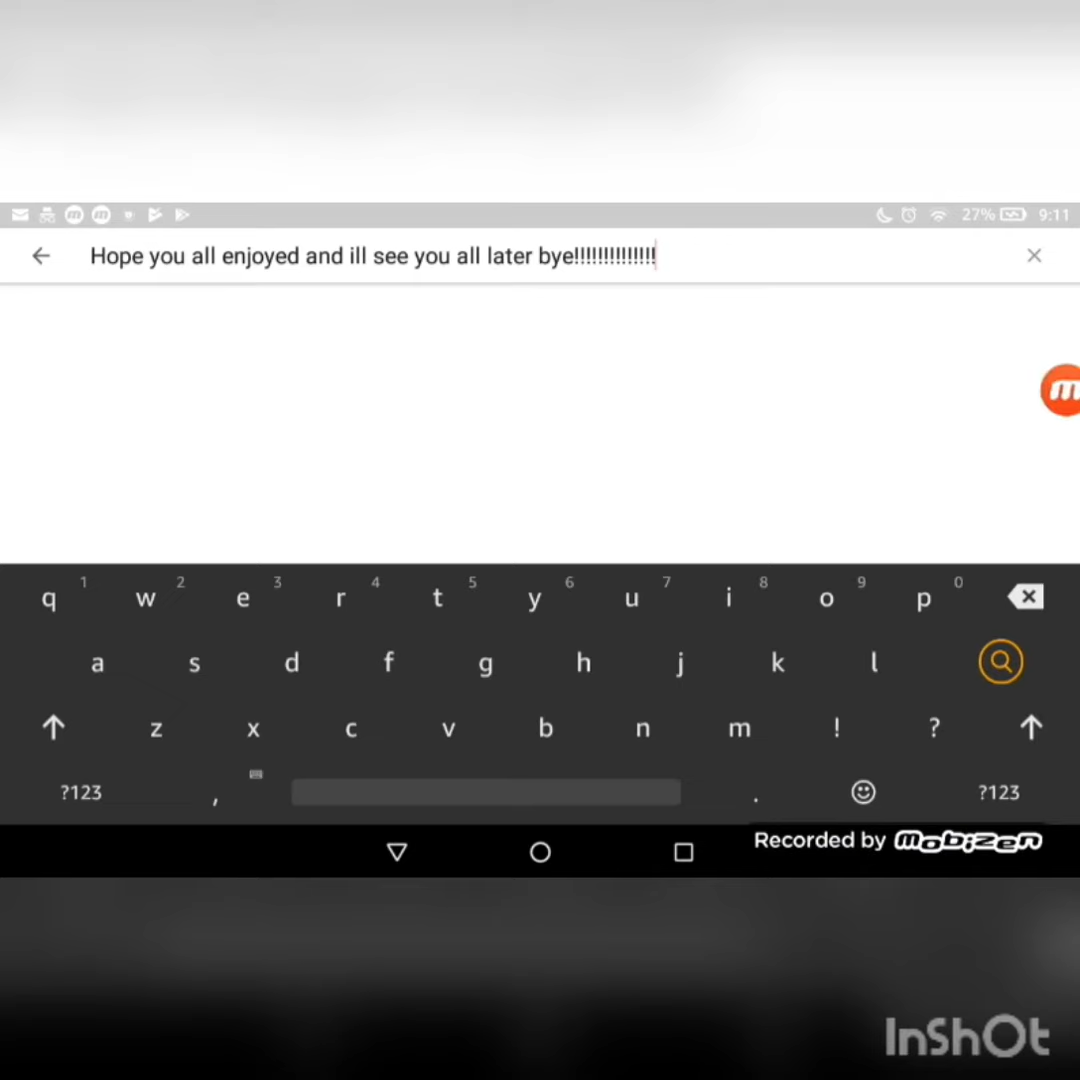 27% 9:11
Hope you all enjoyed and ill see you all later bye!!!!!!!!!!!!!!
m
1 2 3 4 5 6 7 8 9 0
q w e r t y u i o p
a s d f g h j k l
z x c v b n m ! ?
?123 , . ?123
Recorded by mobizen
InShOt